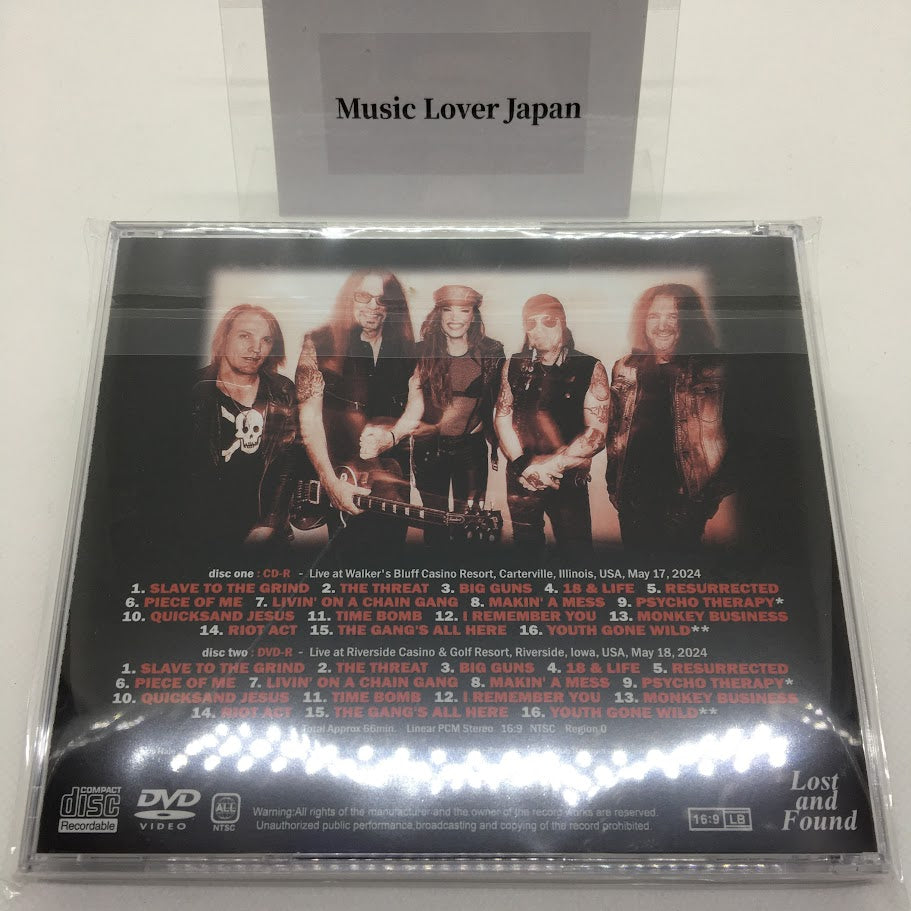 Music Lover Japan
disc one : CD-R - Live at Walker's Bluff Casino Resort, Carterville, Illinois, USA, May 17, 2024
1. SLAVE TO THE GRIND 2. THE THREAT 3. BIG GUNS 4. 18 & LIFE 5. RESURRECTED
6. PIECE OF ME 7. LIVIN' ON A CHAIN GANG 8. MAKIN' A MESS 9. PSYCHO THERAPY*
10. QUICKSAND JESUS 11. TIME BOMB 12. I REMEMBER YOU 13. MONKEY BUSINESS
14. RIOT ACT 15. THE GANG'S ALL HERE 16. YOUTH GONE WILD**
disc two : DVD-R - Live at Riverside Casino & Golf Resort, Riverside, Iowa, USA, May 18, 2024
1. SLAVE TO THE GRIND 2. THE THREAT 3. BIG GUNS 4. 18 & LIFE 5. RESURRECTED
6. PIECE OF ME 7. LIVIN' ON A CHAIN GANG 8. MAKIN' A MESS 9. PSYCHO THERAPY*
10. QUICKSAND JESUS 11. TIME BOMB 12. I REMEMBER YOU 13. MONKEY BUSINESS
14. RIOT ACT 15. THE GANG'S ALL HERE 16. YOUTH GONE WILD**
Total Approx 66min. Linear PCM Stereo 16:9 NTSC Region 0
COMPACT
disc
Recordable
DVD
VIDEO
ALL
NTSC
Warning:All rights of the manufacturer and the owner of the record works are reserved.
Unauthorized public performance,broadcasting and copying of the record prohibited.
16:9 LB
Lost
and
Found